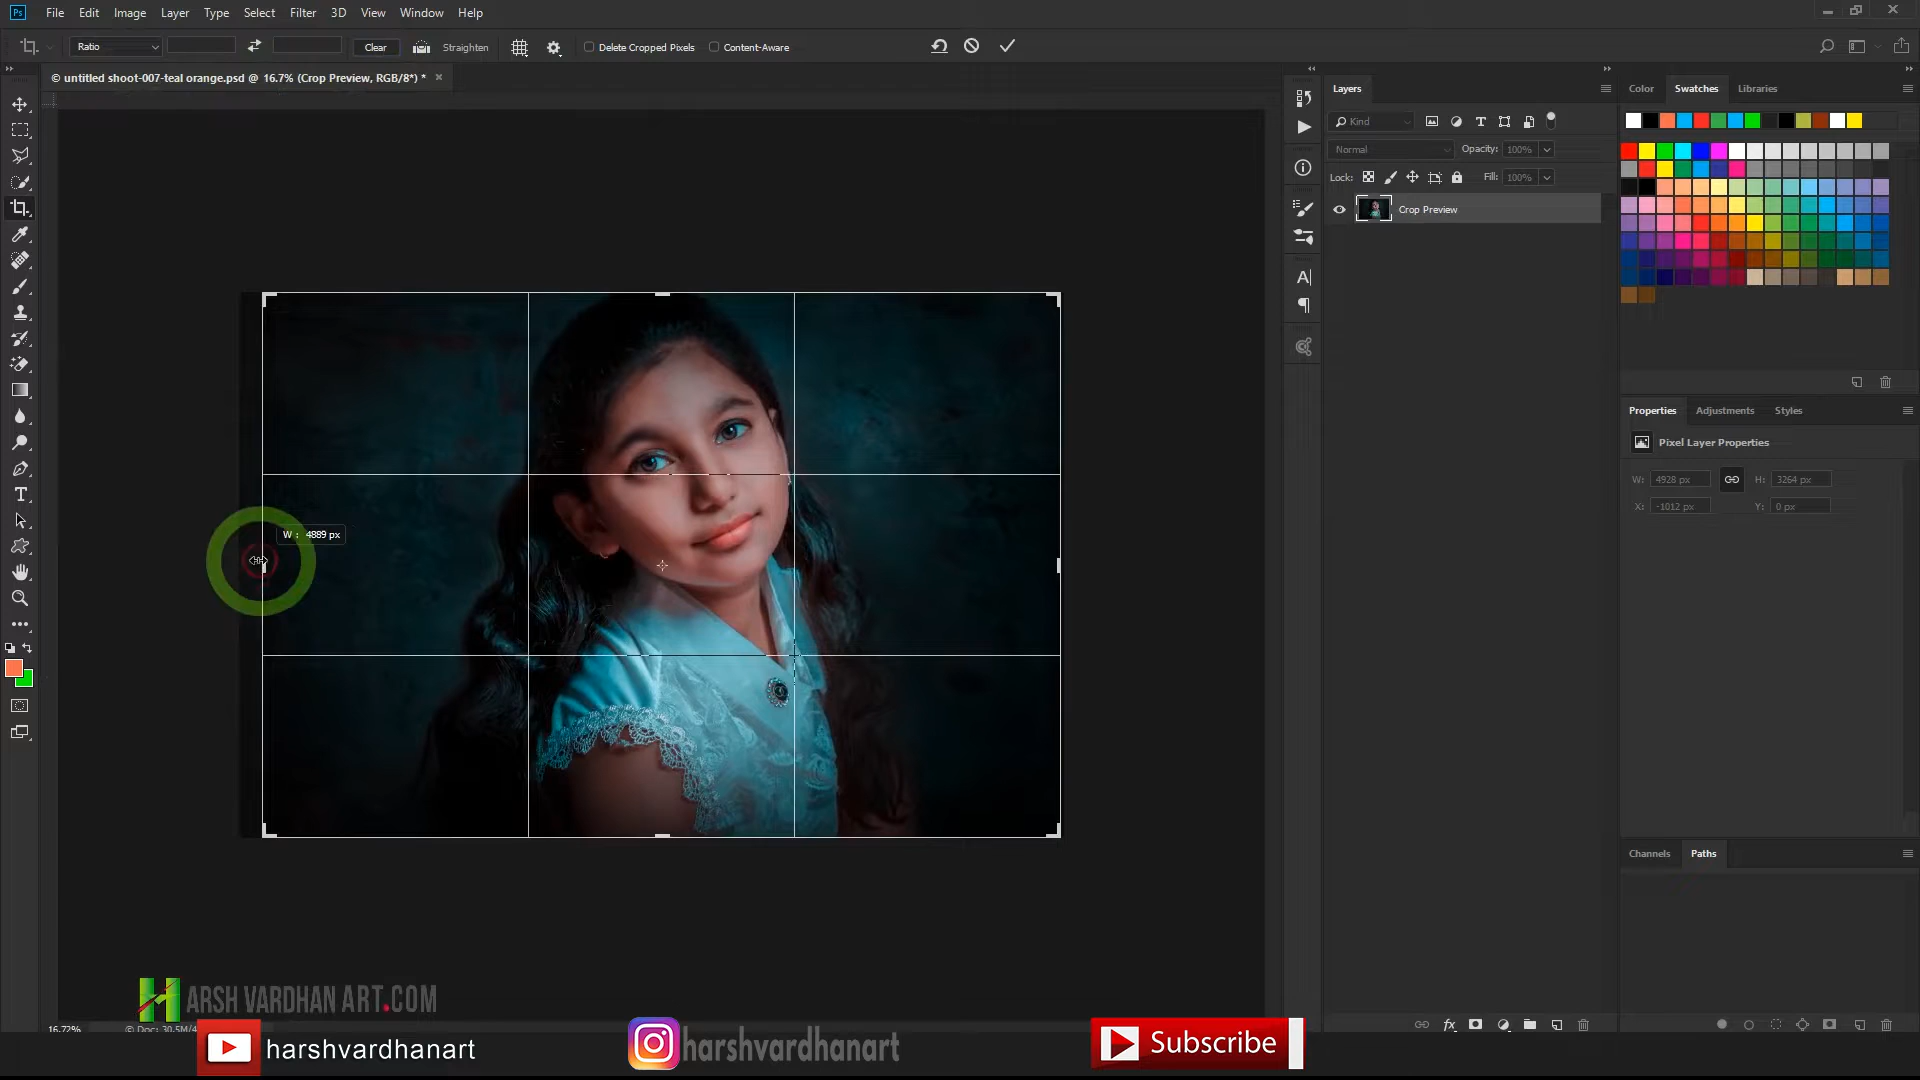 Ps File Edit Image Layer Type Select Filter 3D View Window Help
Ratio Clear Straighten Delete Cropped Pixels Content-Aware
© untitled shoot-007-teal orange.psd @ 16.7% (Crop Preview, RGB/8*) * ×
Layers
Kind
Normal Opacity: 100%
Lock: Fill: 100%
Crop Preview
Color Swatches Libraries
Properties Adjustments Styles
Pixel Layer Properties
W: 4928 px H: 3264 px
X: -1012 px Y: 0 px
Channels Paths
W : 4889 px
HARSH VARDHAN ART.COM
16.72% © Doc: 30.5M/4
harshvardhanart
harshvardhanart
Subscribe